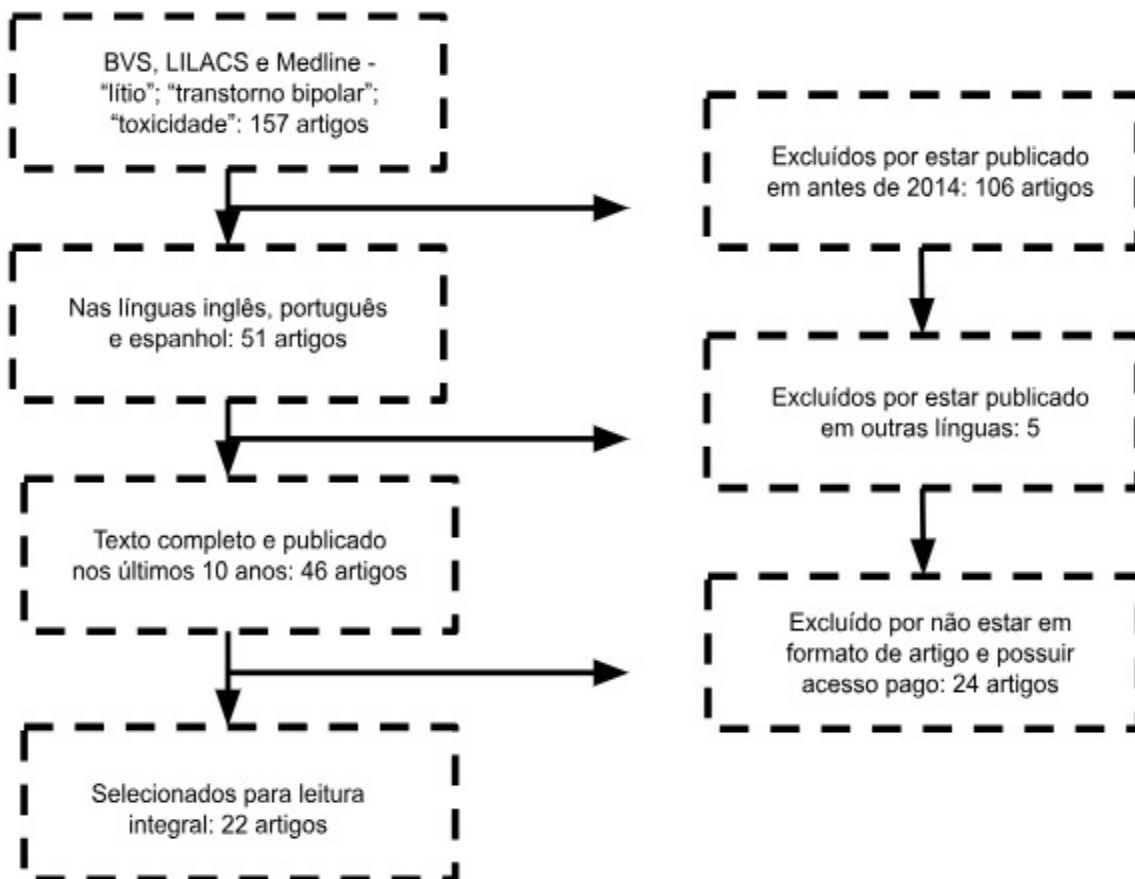 BVS, LILACS e Medline -
“lítio”; “transtorno bipolar”;
“toxicidade”: 157 artigos
Excluídos por estar publicado
em antes de 2014: 106 artigos
Nas línguas inglês, português
e espanhol: 51 artigos
Excluídos por estar publicado
em outras línguas: 5
Texto completo e publicado
nos últimos 10 anos: 46 artigos
Excluído por não estar em
formato de artigo e possuir
acesso pago: 24 artigos
Selecionados para leitura
integral: 22 artigos